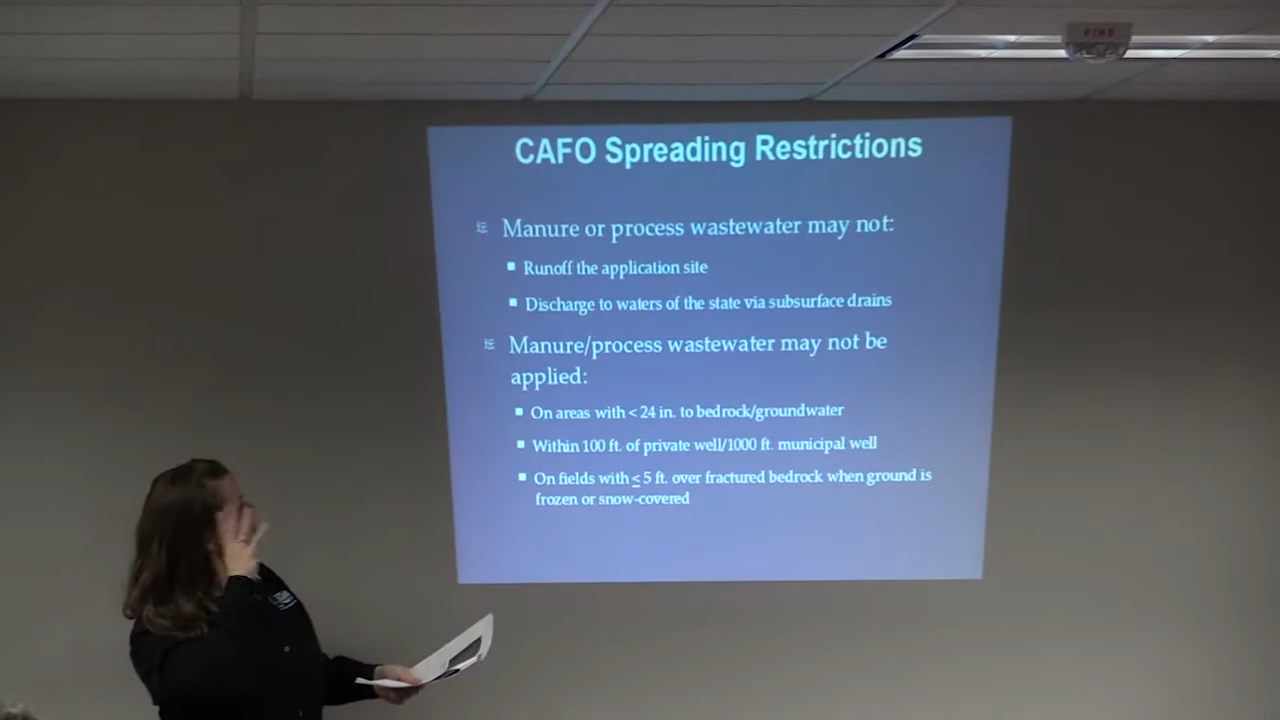 FIRE
CAFO Spreading Restrictions
Manure or process wastewater may not:
Runoff the application site
Discharge to waters of the state via subsurface drains
Manure/process wastewater may not be
applied:
On areas with < 24 in. to bedrock/groundwater
Within 100 ft. of private well/1000 ft. municipal well
On fields with ≤ 5 ft. over fractured bedrock when ground is
frozen or snow-covered